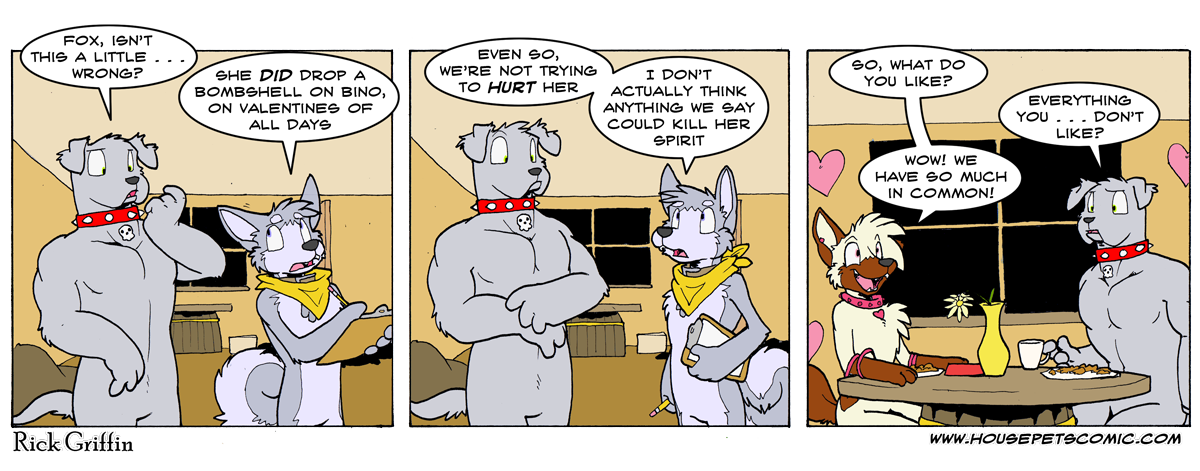 FOX, ISN'T
THIS A LITTLE . . .
WRONG?
SHE DID DROP A
BOMBSHELL ON BINO,
ON VALENTINES OF
ALL DAYS
EVEN SO,
WE'RE NOT TRYING
TO HURT HER
I DON'T
ACTUALLY THINK
ANYTHING WE SAY
COULD KILL HER
SPIRIT
SO, WHAT DO
YOU LIKE?
EVERYTHING
YOU . . . DON'T
LIKE?
WOW! WE
HAVE SO MUCH
IN COMMON!
Rick Griffin
WWW.HOUSEPETSCOMIC.COM